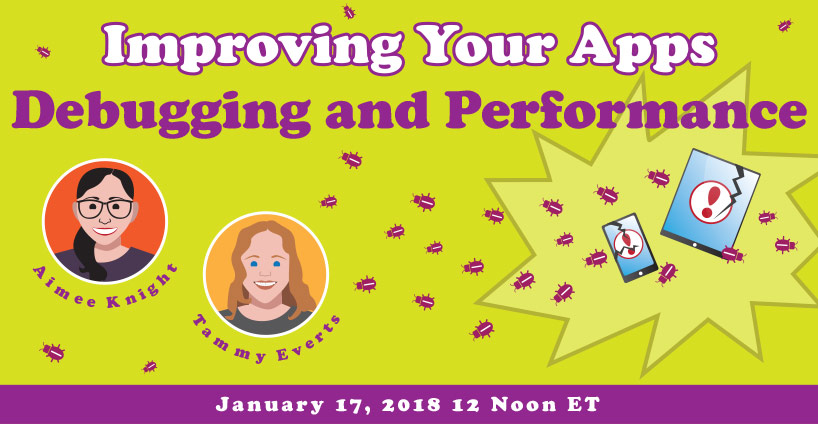 Improving Your Apps
Debugging and Performance
Aimee Knight
Tammy Everts
January 17, 2018 12 Noon ET